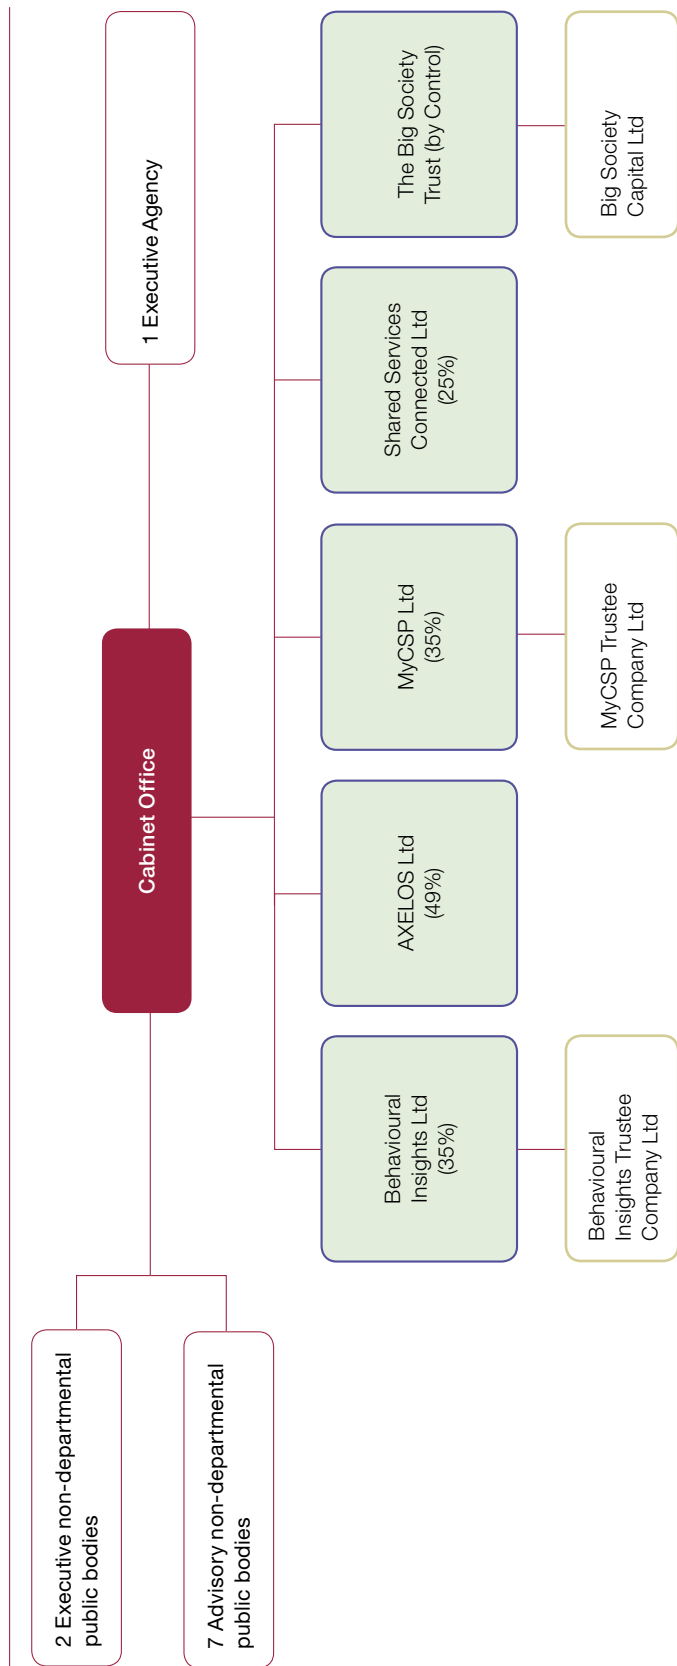 2 Executive non-departmental
public bodies
7 Advisory non-departmental
public bodies
Cabinet Office
1 Executive Agency
Behavioural
Insights Ltd
(35%)
AXELOS Ltd
(49%)
MyCSP Ltd
(35%)
Shared Services
Connected Ltd
(25%)
The Big Society
Trust (by Control)
Behavioural
Insights Trustee
Company Ltd
MyCSP Trustee
Company Ltd
Big Society
Capital Ltd